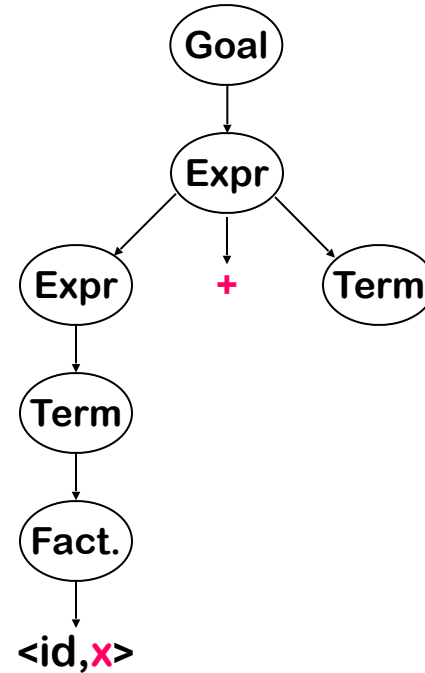 Goal
Expr
Expr + Term
Term
Fact.
<id,x>